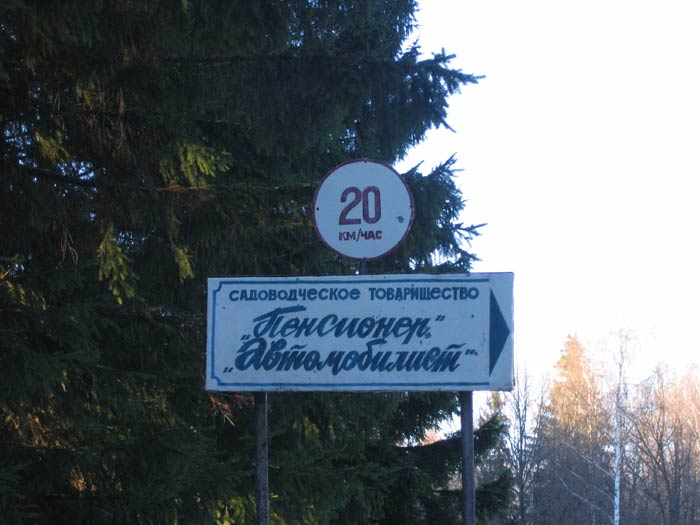 20
КМ/ЧАС
САДОВОДЧЕСКОЕ ТОВАРИЩЕСТВО
„Пенсионер"
„Автомобилист"